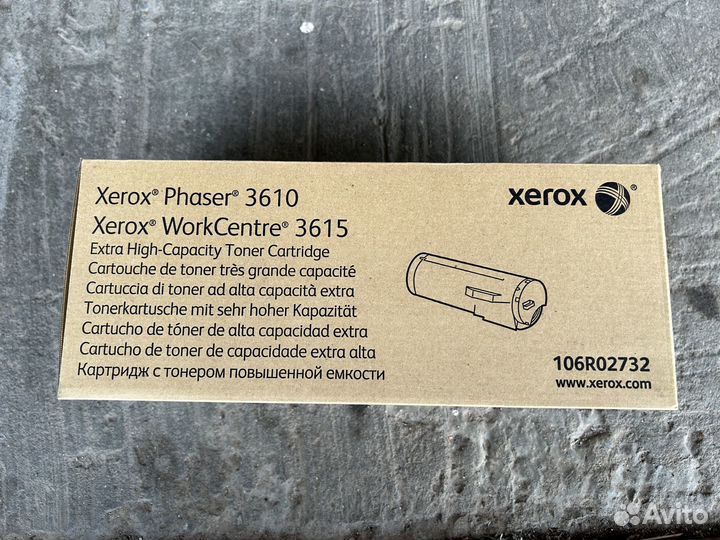 Xerox® Phaser® 3610
Xerox® WorkCentre® 3615
Extra High-Capacity Toner Cartridge
Cartouche de toner très grande capacité
Cartuccia di toner ad alta capacità extra
Tonerkartusche mit sehr hoher Kapazität
Cartucho de tóner de alta capacidad extra
Cartucho de toner de capacidade extra alta
Картридж с тонером повышенной емкости
xerox
106R02732
www.xerox.com
Avito